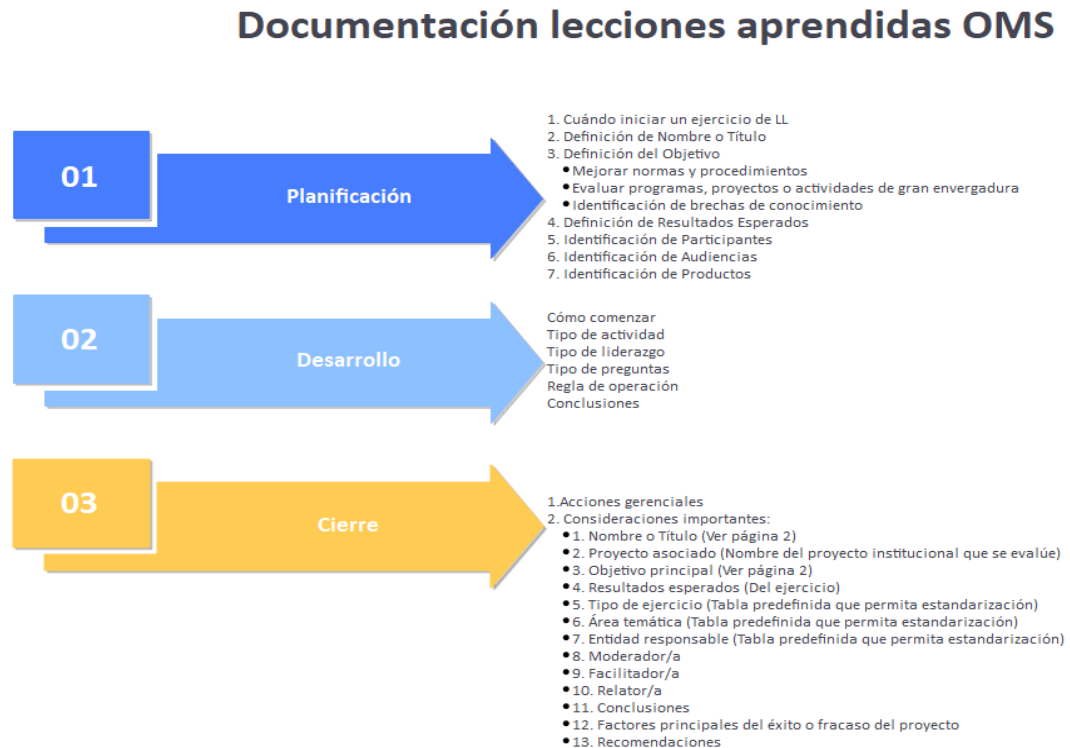 Documentación lecciones aprendidas OMS
01
Planificación
1. Cuándo iniciar un ejercicio de LL
2. Definición de Nombre o Título
3. Definición del Objetivo
•Mejorar normas y procedimientos
•Evaluar programas, proyectos o actividades de gran envergadura
•Identificación de brechas de conocimiento
4. Definición de Resultados Esperados
5. Identificación de Participantes
6. Identificación de Audiencias
7. Identificación de Productos
02
Desarrollo
Cómo comenzar
Tipo de actividad
Tipo de liderazgo
Tipo de preguntas
Regla de operación
Conclusiones
03
Cierre
1.Acciones gerenciales
2. Consideraciones importantes:
•1. Nombre o Título (Ver página 2)
•2. Proyecto asociado (Nombre del proyecto institucional que se evalúe)
•3. Objetivo principal (Ver página 2)
•4. Resultados esperados (Del ejercicio)
•5. Tipo de ejercicio (Tabla predefinida que permita estandarización)
•6. Área temática (Tabla predefinida que permita estandarización)
•7. Entidad responsable (Tabla predefinida que permita estandarización)
•8. Moderador/a
•9. Facilitador/a
•10. Relator/a
•11. Conclusiones
•12. Factores principales del éxito o fracaso del proyecto
•13. Recomendaciones